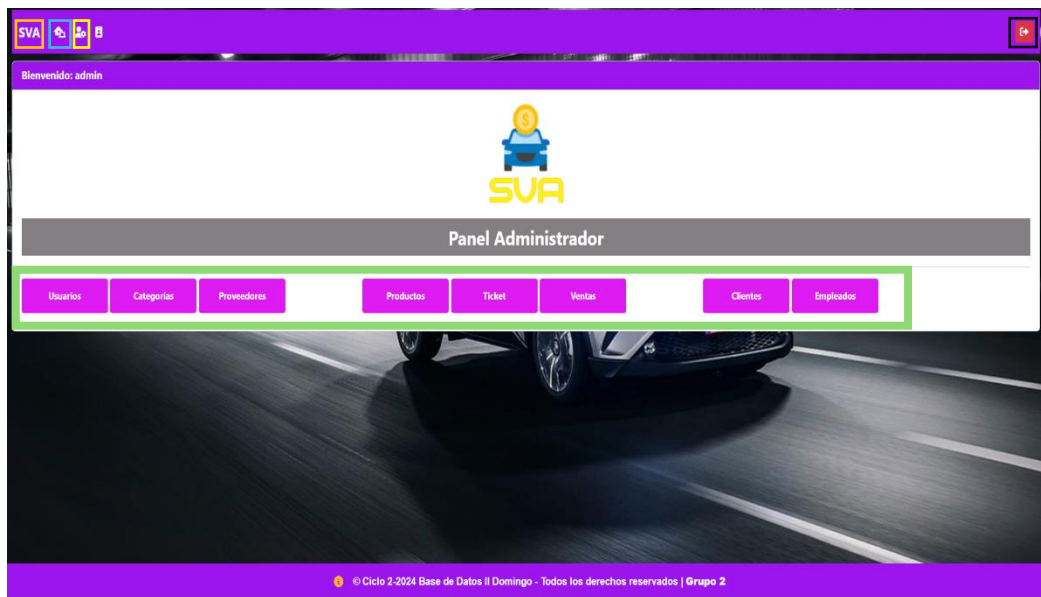 SVA
Bienvenido: admin
SVA
Panel Administrador
Usuarios Categorias Proveedores Productos Ticket Ventas Clientes Empleados
© Ciclo 2-2024 Base de Datos II Domingo - Todos los derechos reservados | Grupo 2